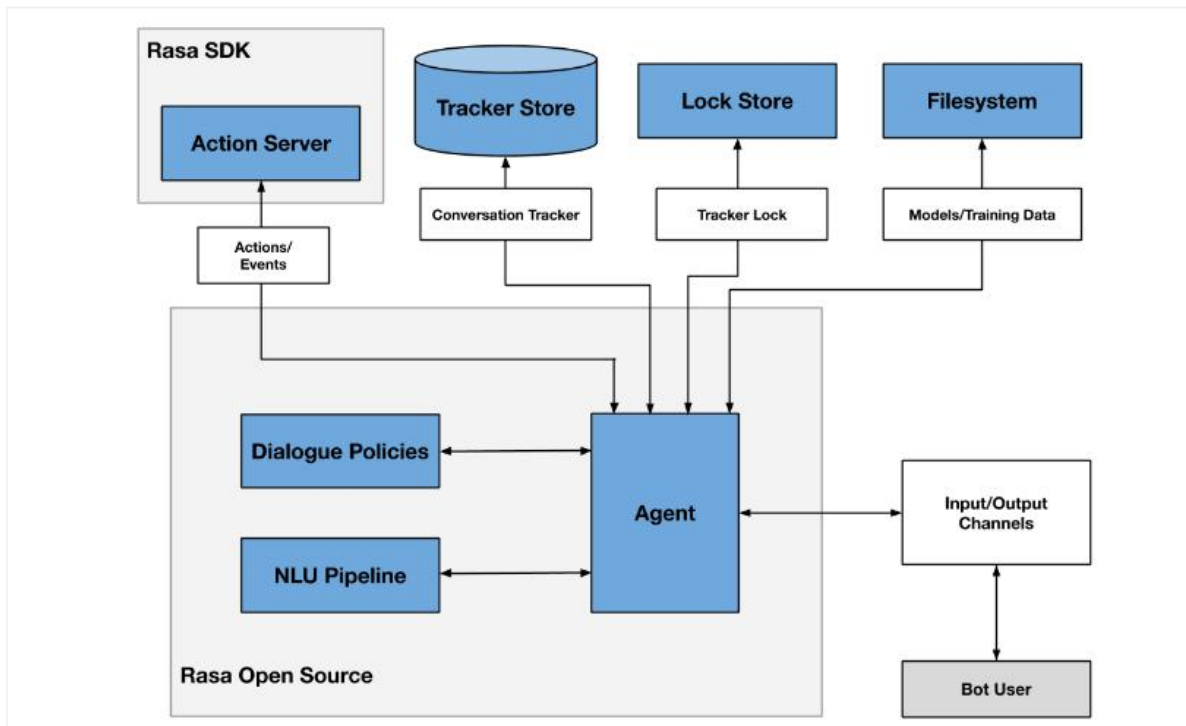 Rasa SDK
Action Server
Tracker Store
Lock Store
Filesystem
Conversation Tracker
Tracker Lock
Models/Training Data
Actions/
Events
Dialogue Policies
NLU Pipeline
Agent
Input/Output
Channels
Rasa Open Source
Bot User